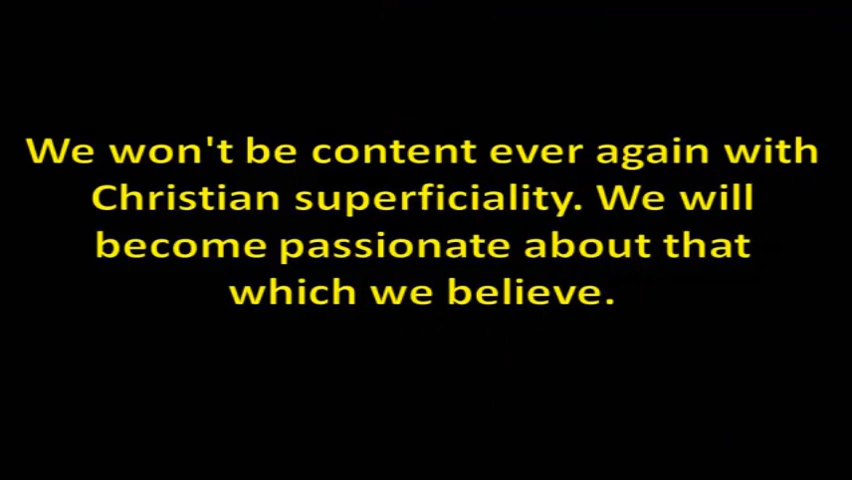 We won't be content ever again with
Christian superficiality. We will
become passionate about that
which we believe.